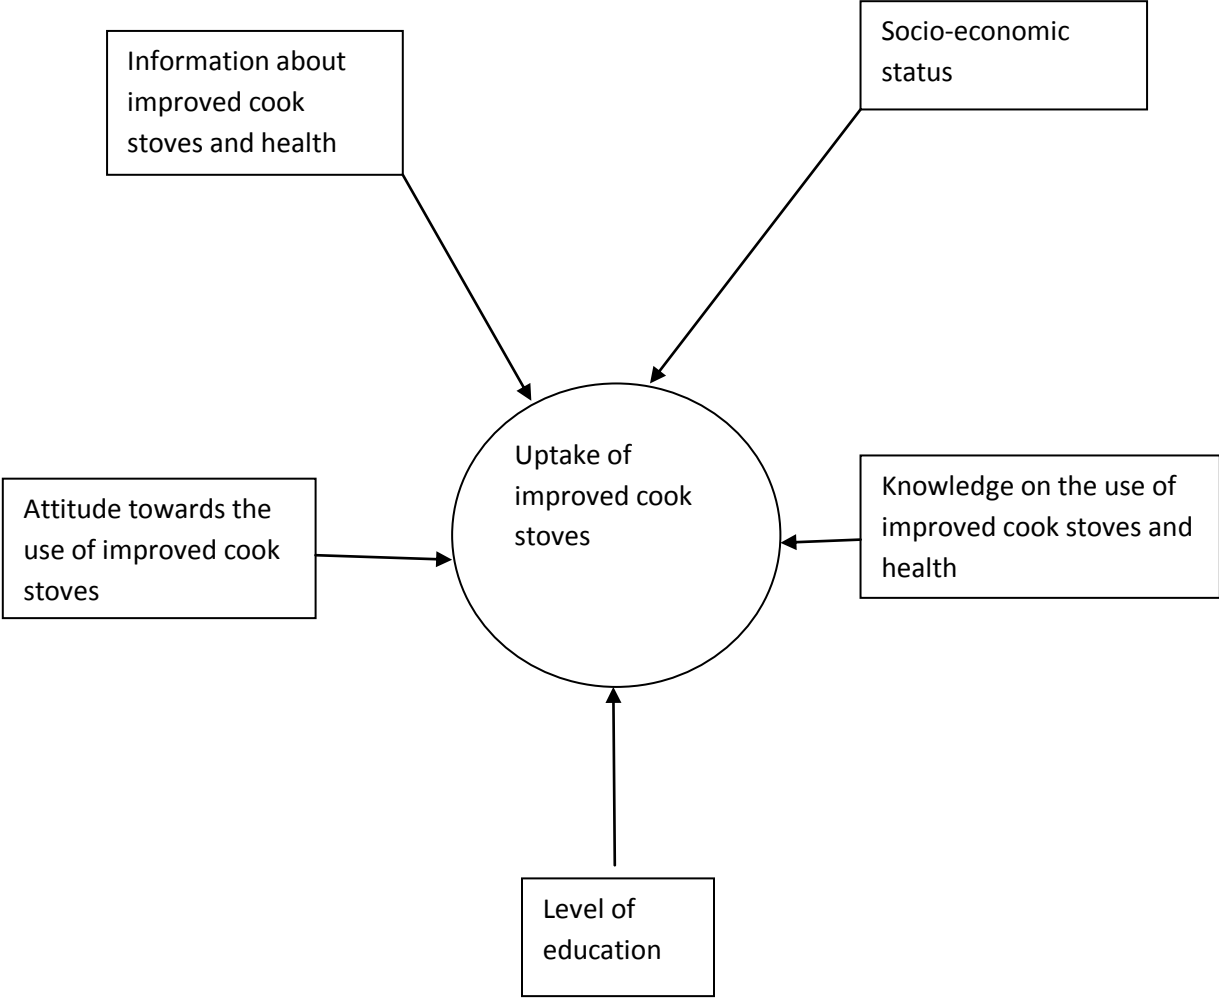 Information about
improved cook
stoves and health
Socio-economic
status
Uptake of
improved cook
stoves
Attitude towards the
use of improved cook
stoves
Knowledge on the use of
improved cook stoves and
health
Level of
education